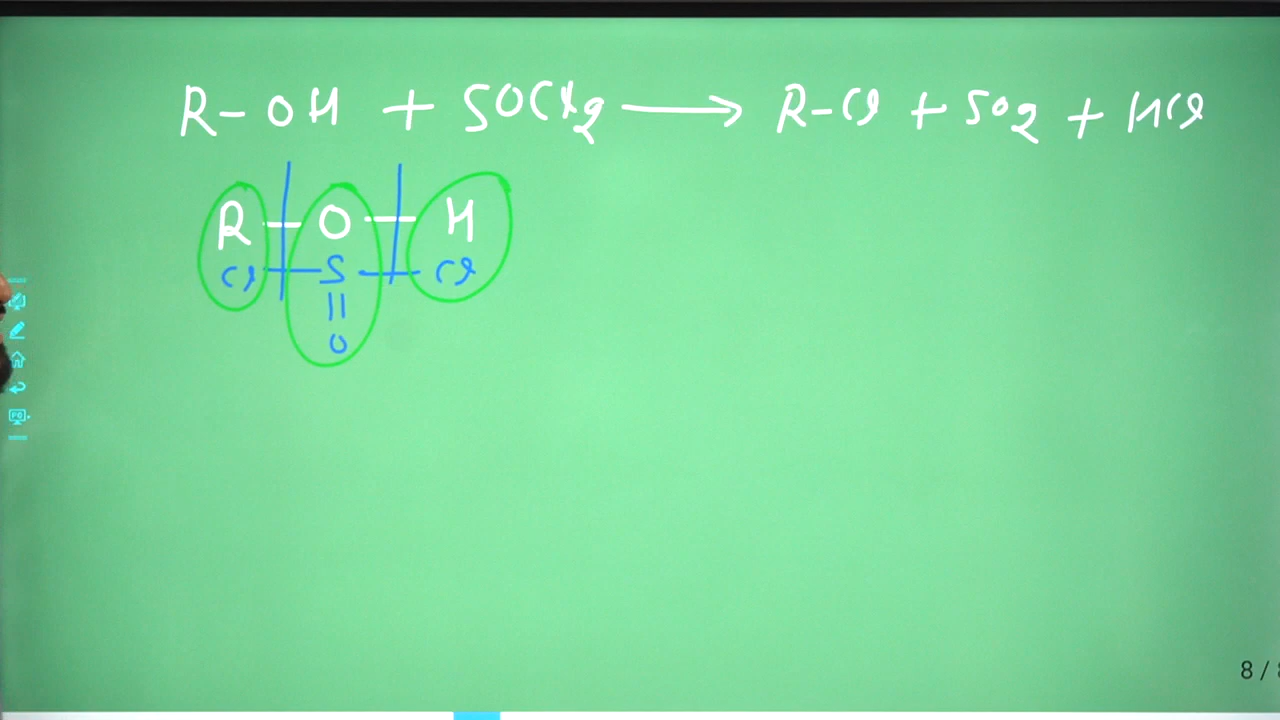 R-OH + SOCl2 ⟶ R-Cl + SO2 + HCl
R-O-H
Cl-S-Cl
||
O
8 /